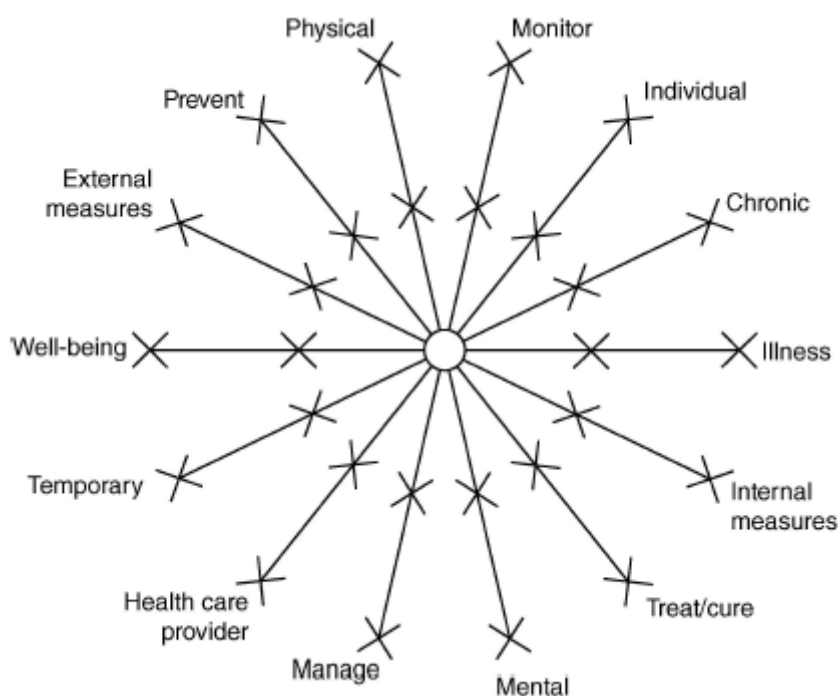 Physical
Monitor
Prevent
Individual
External
measures
Chronic
'Well-being
Illness
Temporary
Internal
measures
Health care
provider
Treat/cure
Manage
Mental